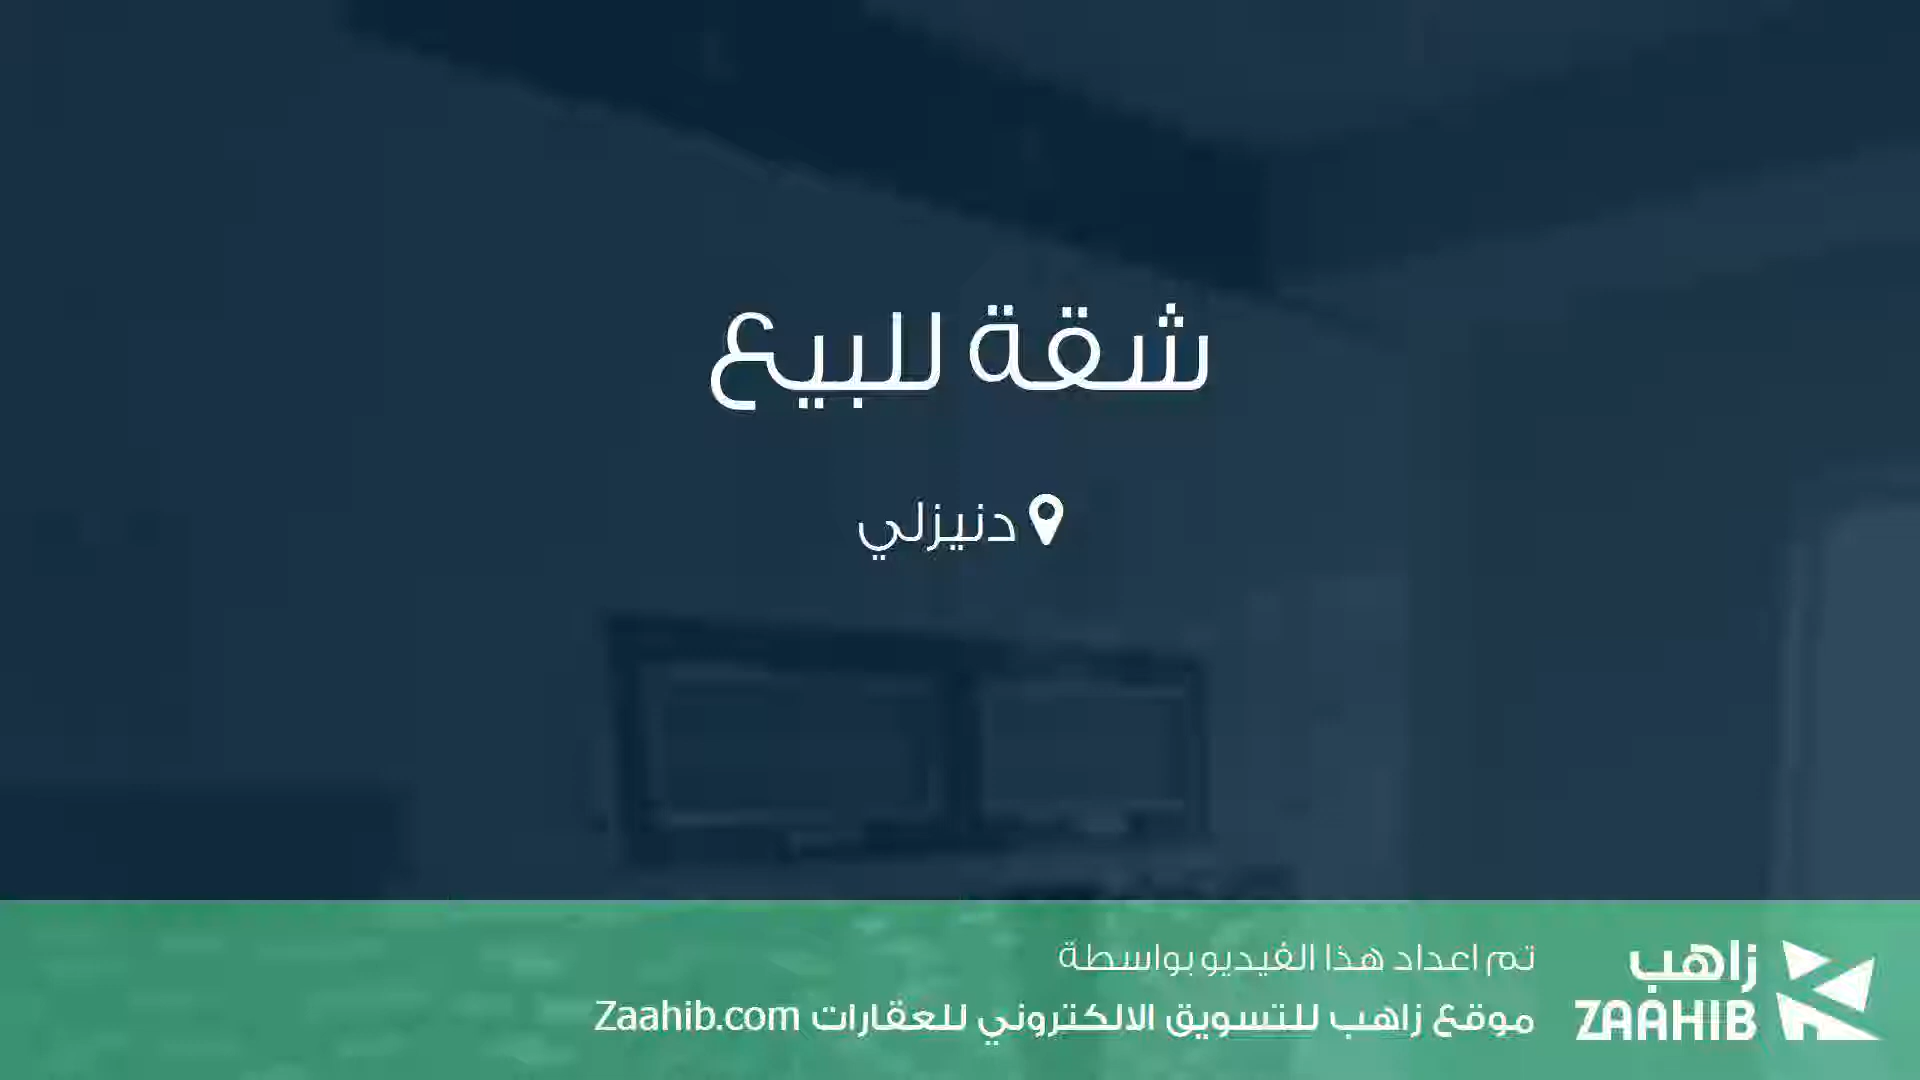 شقة للبيع
دنيزلي
تم اعداد هذا الفيديو بواسطة
موقع زاهب للتسويق الالكتروني للعقارات Zaahib.com
زاهب
ZAAHIB